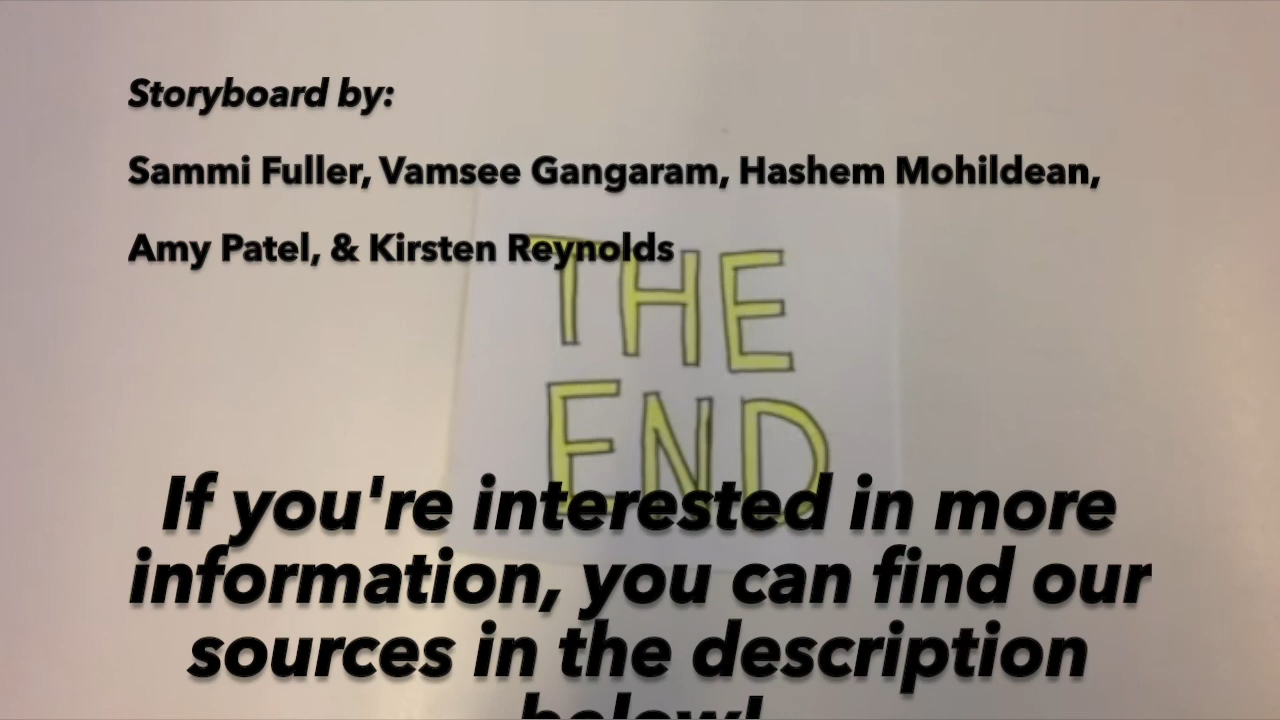 Storyboard by:
Sammi Fuller, Vamsee Gangaram, Hashem Mohildean,
Amy Patel, & Kirsten Reynolds
THE
END
If you're interested in more
information, you can find our
sources in the description
below!